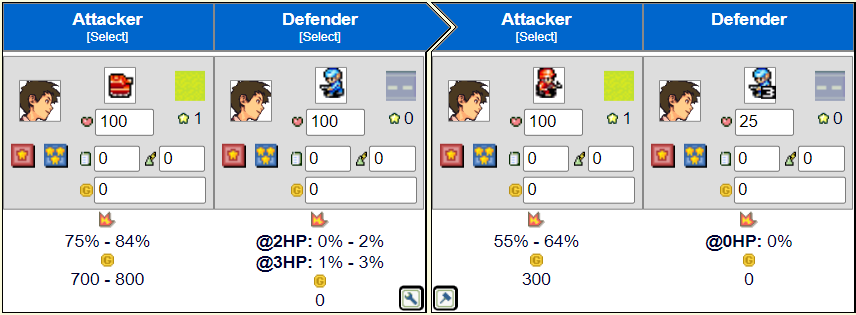 Attacker
[Select]
Defender
[Select]
Attacker
[Select]
Defender
100
1
0
0
0
100
0
0
0
0
100
1
0
0
0
25
0
0
0
0
75% - 84%
700 - 800
@2HP: 0% - 2%
@3HP: 1% - 3%
0
55% - 64%
300
@0HP: 0%
0